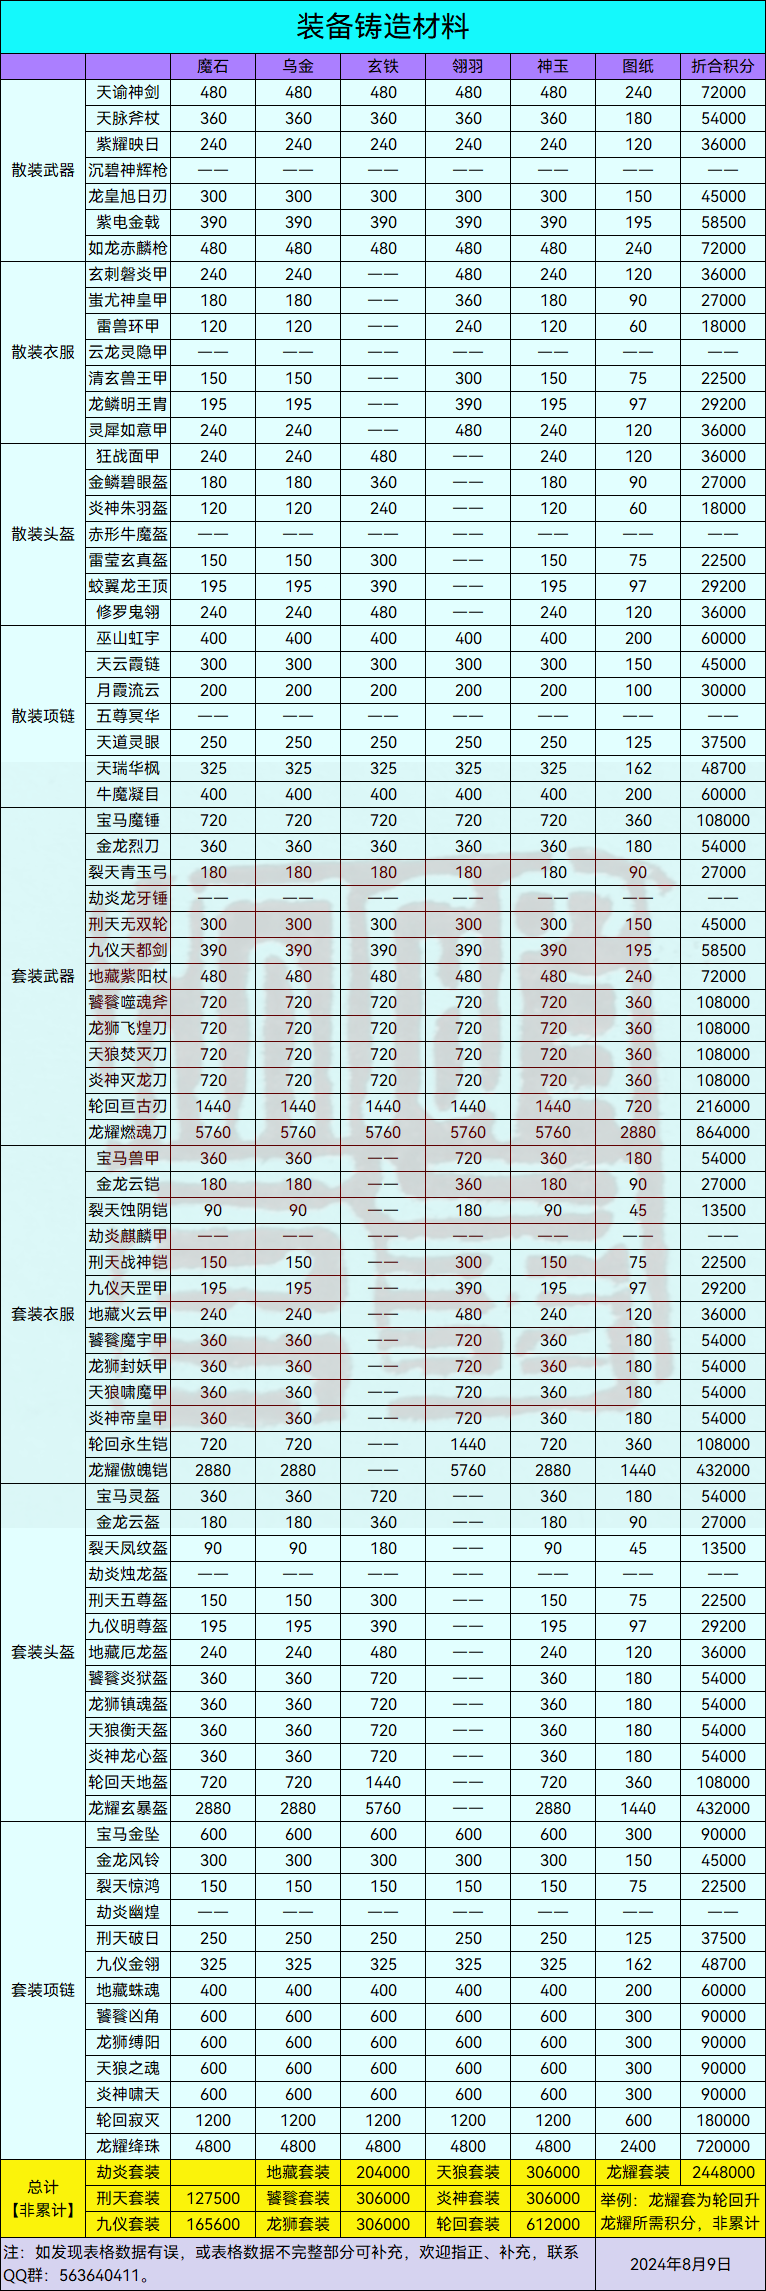 装备铸造材料
魔石 乌金 玄铁 翎羽 神玉 图纸 折合积分
散装武器
天谕神剑 480 480 480 480 480 240 72000
天脉斧杖 360 360 360 360 360 180 54000
紫耀映日 240 240 240 240 240 120 36000
沉碧神辉枪 —— —— —— —— —— —— ——
龙皇旭日刃 300 300 300 300 300 150 45000
紫电金戟 390 390 390 390 390 195 58500
如龙赤麟枪 480 480 480 480 480 240 72000
散装衣服
玄刺磐炎甲 240 240 —— 480 240 120 36000
蚩尤神皇甲 180 180 —— 360 180 90 27000
雷兽环甲 120 120 —— 240 120 60 18000
云龙灵隐甲 —— —— —— —— —— —— ——
清玄兽王甲 150 150 —— 300 150 75 22500
龙鳞明王胄 195 195 —— 390 195 97 29200
灵犀如意甲 240 240 —— 480 240 120 36000
散装头盔
狂战面甲 240 240 480 —— 240 120 36000
金鳞碧眼盔 180 180 360 —— 180 90 27000
炎神朱羽盔 120 120 240 —— 120 60 18000
赤形牛魔盔 —— —— —— —— —— —— ——
雷莹玄真盔 150 150 300 —— 150 75 22500
蛟翼龙王顶 195 195 390 —— 195 97 29200
修罗鬼翎 240 240 480 —— 240 120 36000
散装项链
巫山虹宇 400 400 400 400 400 200 60000
天云霞链 300 300 300 300 300 150 45000
月霞流云 200 200 200 200 200 100 30000
五尊冥华 —— —— —— —— —— —— ——
天道灵眼 250 250 250 250 250 125 37500
天瑞华枫 325 325 325 325 325 162 48700
牛魔凝目 400 400 400 400 400 200 60000
套装武器
宝马魔锤 720 720 720 720 720 360 108000
金龙烈刀 360 360 360 360 360 180 54000
裂天青玉弓 180 180 180 180 180 90 27000
劫炎龙牙锤 —— —— —— —— —— —— ——
刑天无双轮 300 300 300 300 300 150 45000
九仪天都剑 390 390 390 390 390 195 58500
地藏紫阳杖 480 480 480 480 480 240 72000
饕餮噬魂斧 720 720 720 720 720 360 108000
龙狮飞煌刀 720 720 720 720 720 360 108000
天狼焚灭刀 720 720 720 720 720 360 108000
炎神灭龙刀 720 720 720 720 720 360 108000
轮回亘古刃 1440 1440 1440 1440 1440 720 216000
龙耀燃魂刀 5760 5760 5760 5760 5760 2880 864000
套装衣服
宝马兽甲 360 360 —— 720 360 180 54000
金龙云铠 180 180 —— 360 180 90 27000
裂天蚀阴铠 90 90 —— 180 90 45 13500
劫炎麒麟甲 —— —— —— —— —— —— ——
刑天战神铠 150 150 —— 300 150 75 22500
九仪天罡甲 195 195 —— 390 195 97 29200
地藏火云甲 240 240 —— 480 240 120 36000
饕餮魔宇甲 360 360 —— 720 360 180 54000
龙狮封妖甲 360 360 —— 720 360 180 54000
天狼啸魔甲 360 360 —— 720 360 180 54000
炎神帝皇甲 360 360 —— 720 360 180 54000
轮回永生铠 720 720 —— 1440 720 360 108000
龙耀傲魄铠 2880 2880 —— 5760 2880 1440 432000
套装头盔
宝马灵盔 360 360 720 —— 360 180 54000
金龙云盔 180 180 360 —— 180 90 27000
裂天凤纹盔 90 90 180 —— 90 45 13500
劫炎烛龙盔 —— —— —— —— —— —— ——
刑天五尊盔 150 150 300 —— 150 75 22500
九仪明尊盔 195 195 390 —— 195 97 29200
地藏厄龙盔 240 240 480 —— 240 120 36000
饕餮炎狱盔 360 360 720 —— 360 180 54000
龙狮镇魂盔 360 360 720 —— 360 180 54000
天狼衡天盔 360 360 720 —— 360 180 54000
炎神龙心盔 360 360 720 —— 360 180 54000
轮回天地盔 720 720 1440 —— 720 360 108000
龙耀玄暴盔 2880 2880 5760 —— 2880 1440 432000
套装项链
宝马金坠 600 600 600 600 600 300 90000
金龙风铃 300 300 300 300 300 150 45000
裂天惊鸿 150 150 150 150 150 75 22500
劫炎幽煌 —— —— —— —— —— —— ——
刑天破日 250 250 250 250 250 125 37500
九仪金翎 325 325 325 325 325 162 48700
地藏蛛魂 400 400 400 400 400 200 60000
饕餮凶角 600 600 600 600 600 300 90000
龙狮缚阳 600 600 600 600 600 300 90000
天狼之魂 600 600 600 600 600 300 90000
炎神啸天 600 600 600 600 600 300 90000
轮回寂灭 1200 1200 1200 1200 1200 600 180000
龙耀绛珠 4800 4800 4800 4800 4800 2400 720000
总计
【非累计】
劫炎套装 地藏套装 204000 天狼套装 306000 龙耀套装 2448000
刑天套装 127500 饕餮套装 306000 炎神套装 306000 举例：龙耀套为轮回升
九仪套装 165600 龙狮套装 306000 轮回套装 612000 龙耀所需积分，非累计
注：如发现表格数据有误，或表格数据不完整部分可补充，欢迎指正、补充，联系
QQ群：563640411。
2024年8月9日